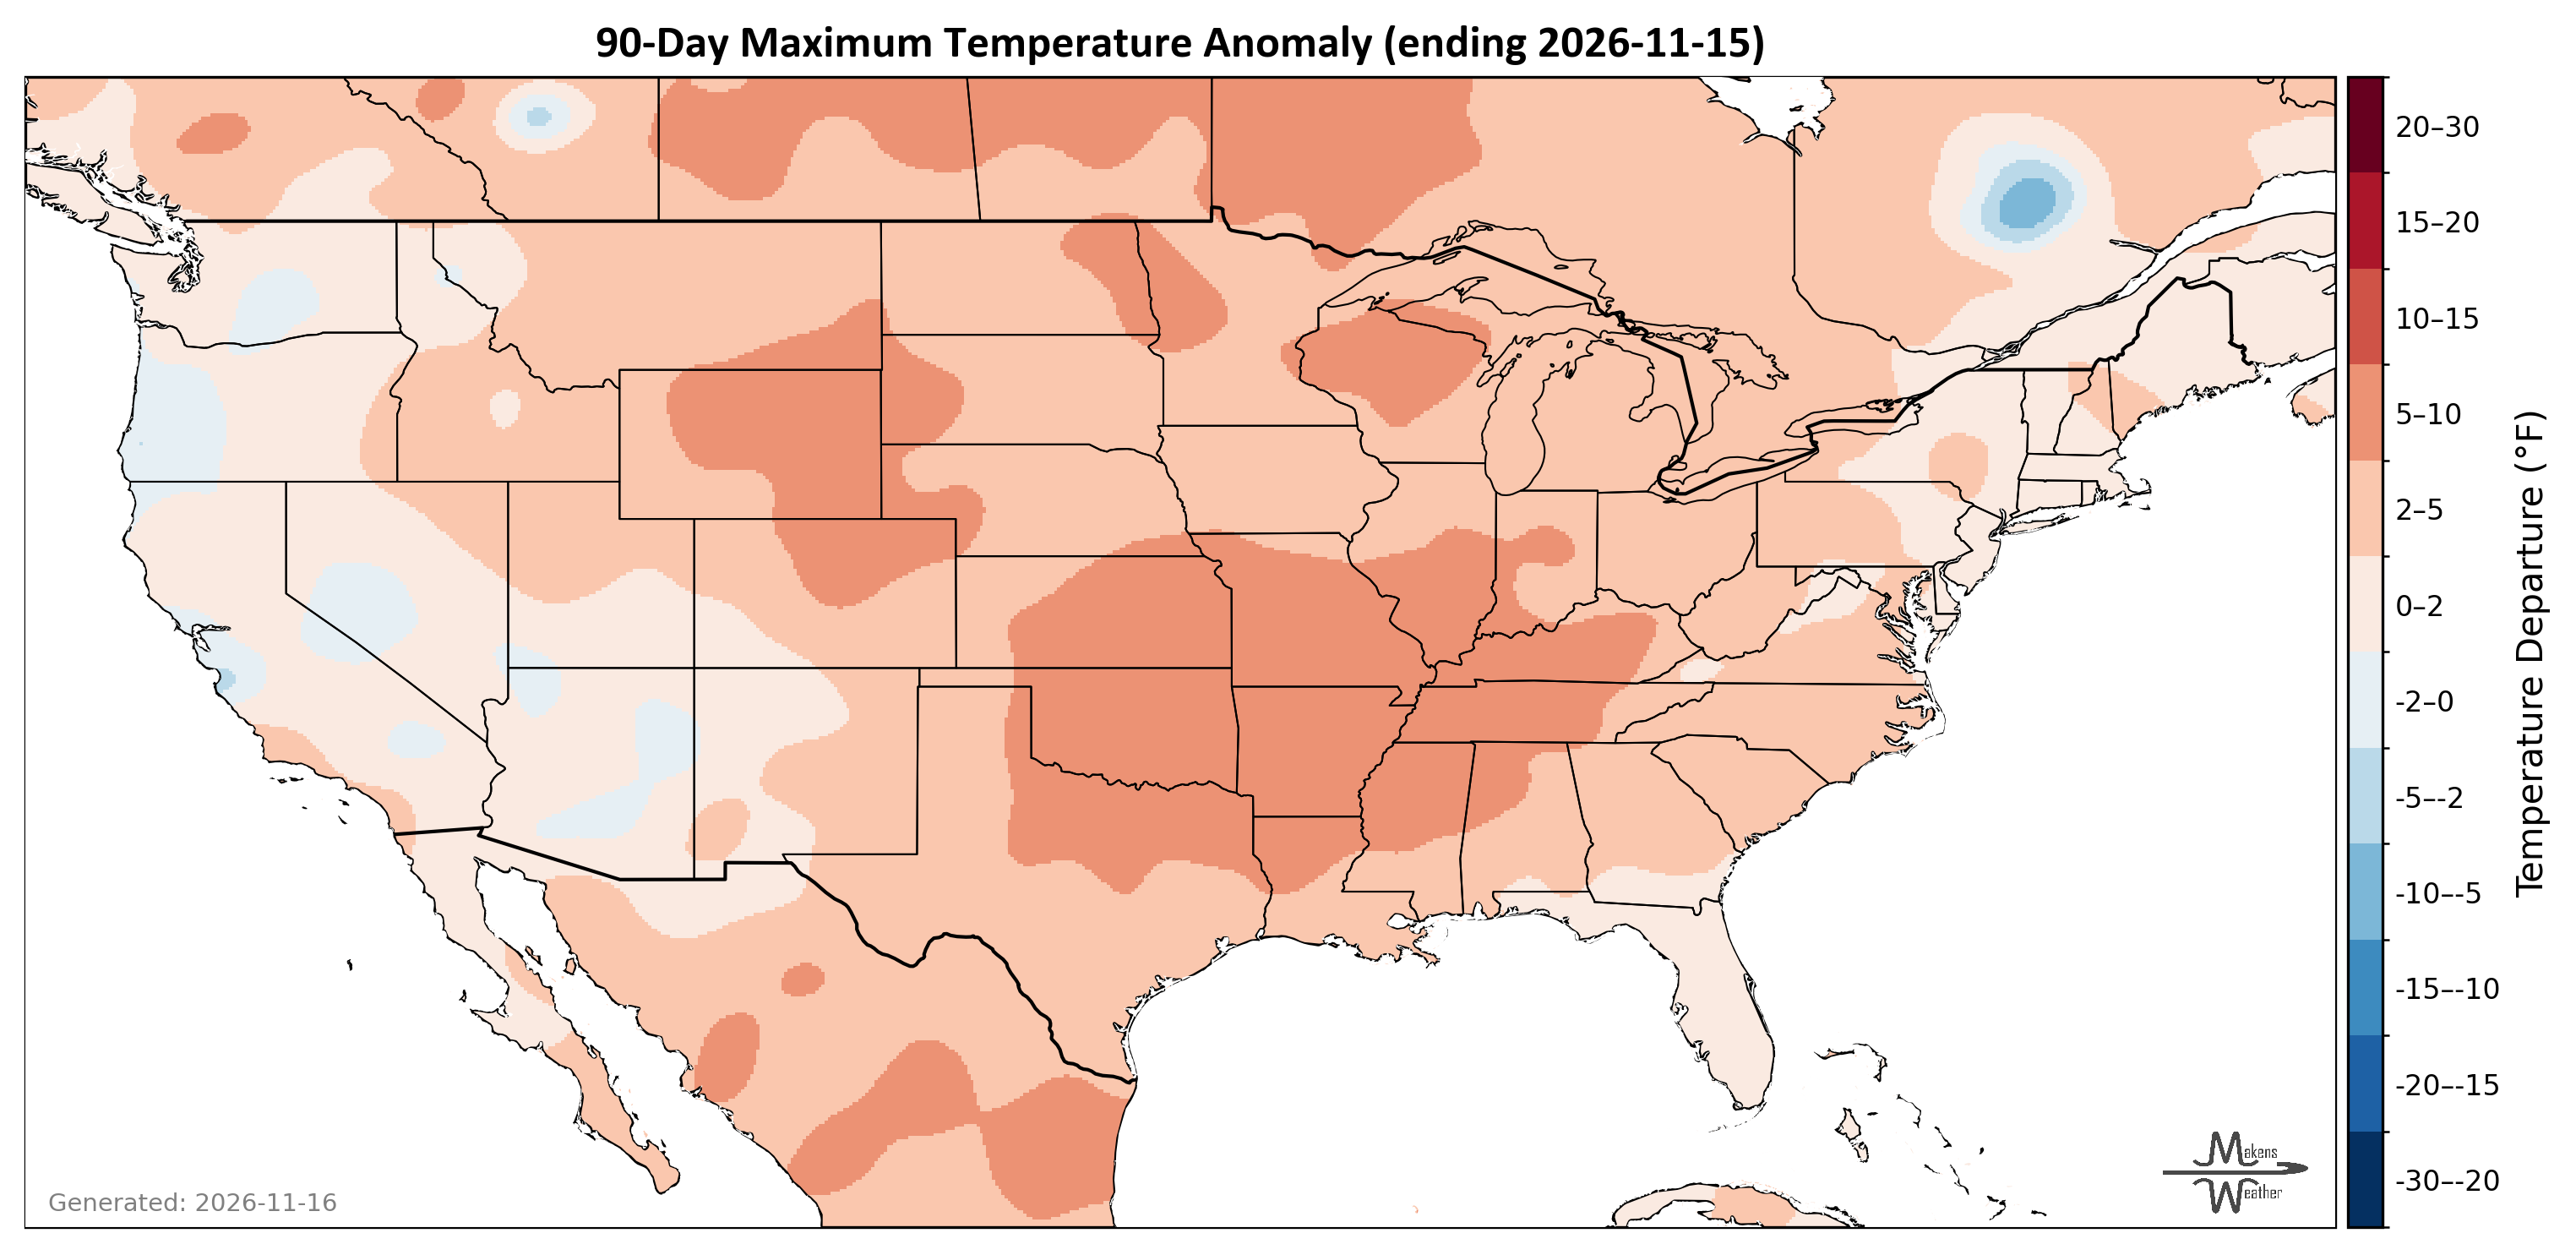 90-Day Maximum Temperature Anomaly (ending 2026-11-15)
20–30
15–20
10–15
5–10
2–5
0–2
-2–0
-5–-2
-10–-5
-15–-10
-20–-15
-30–-20
Temperature Departure (°F)
Generated: 2026-11-16
Makens
Weather